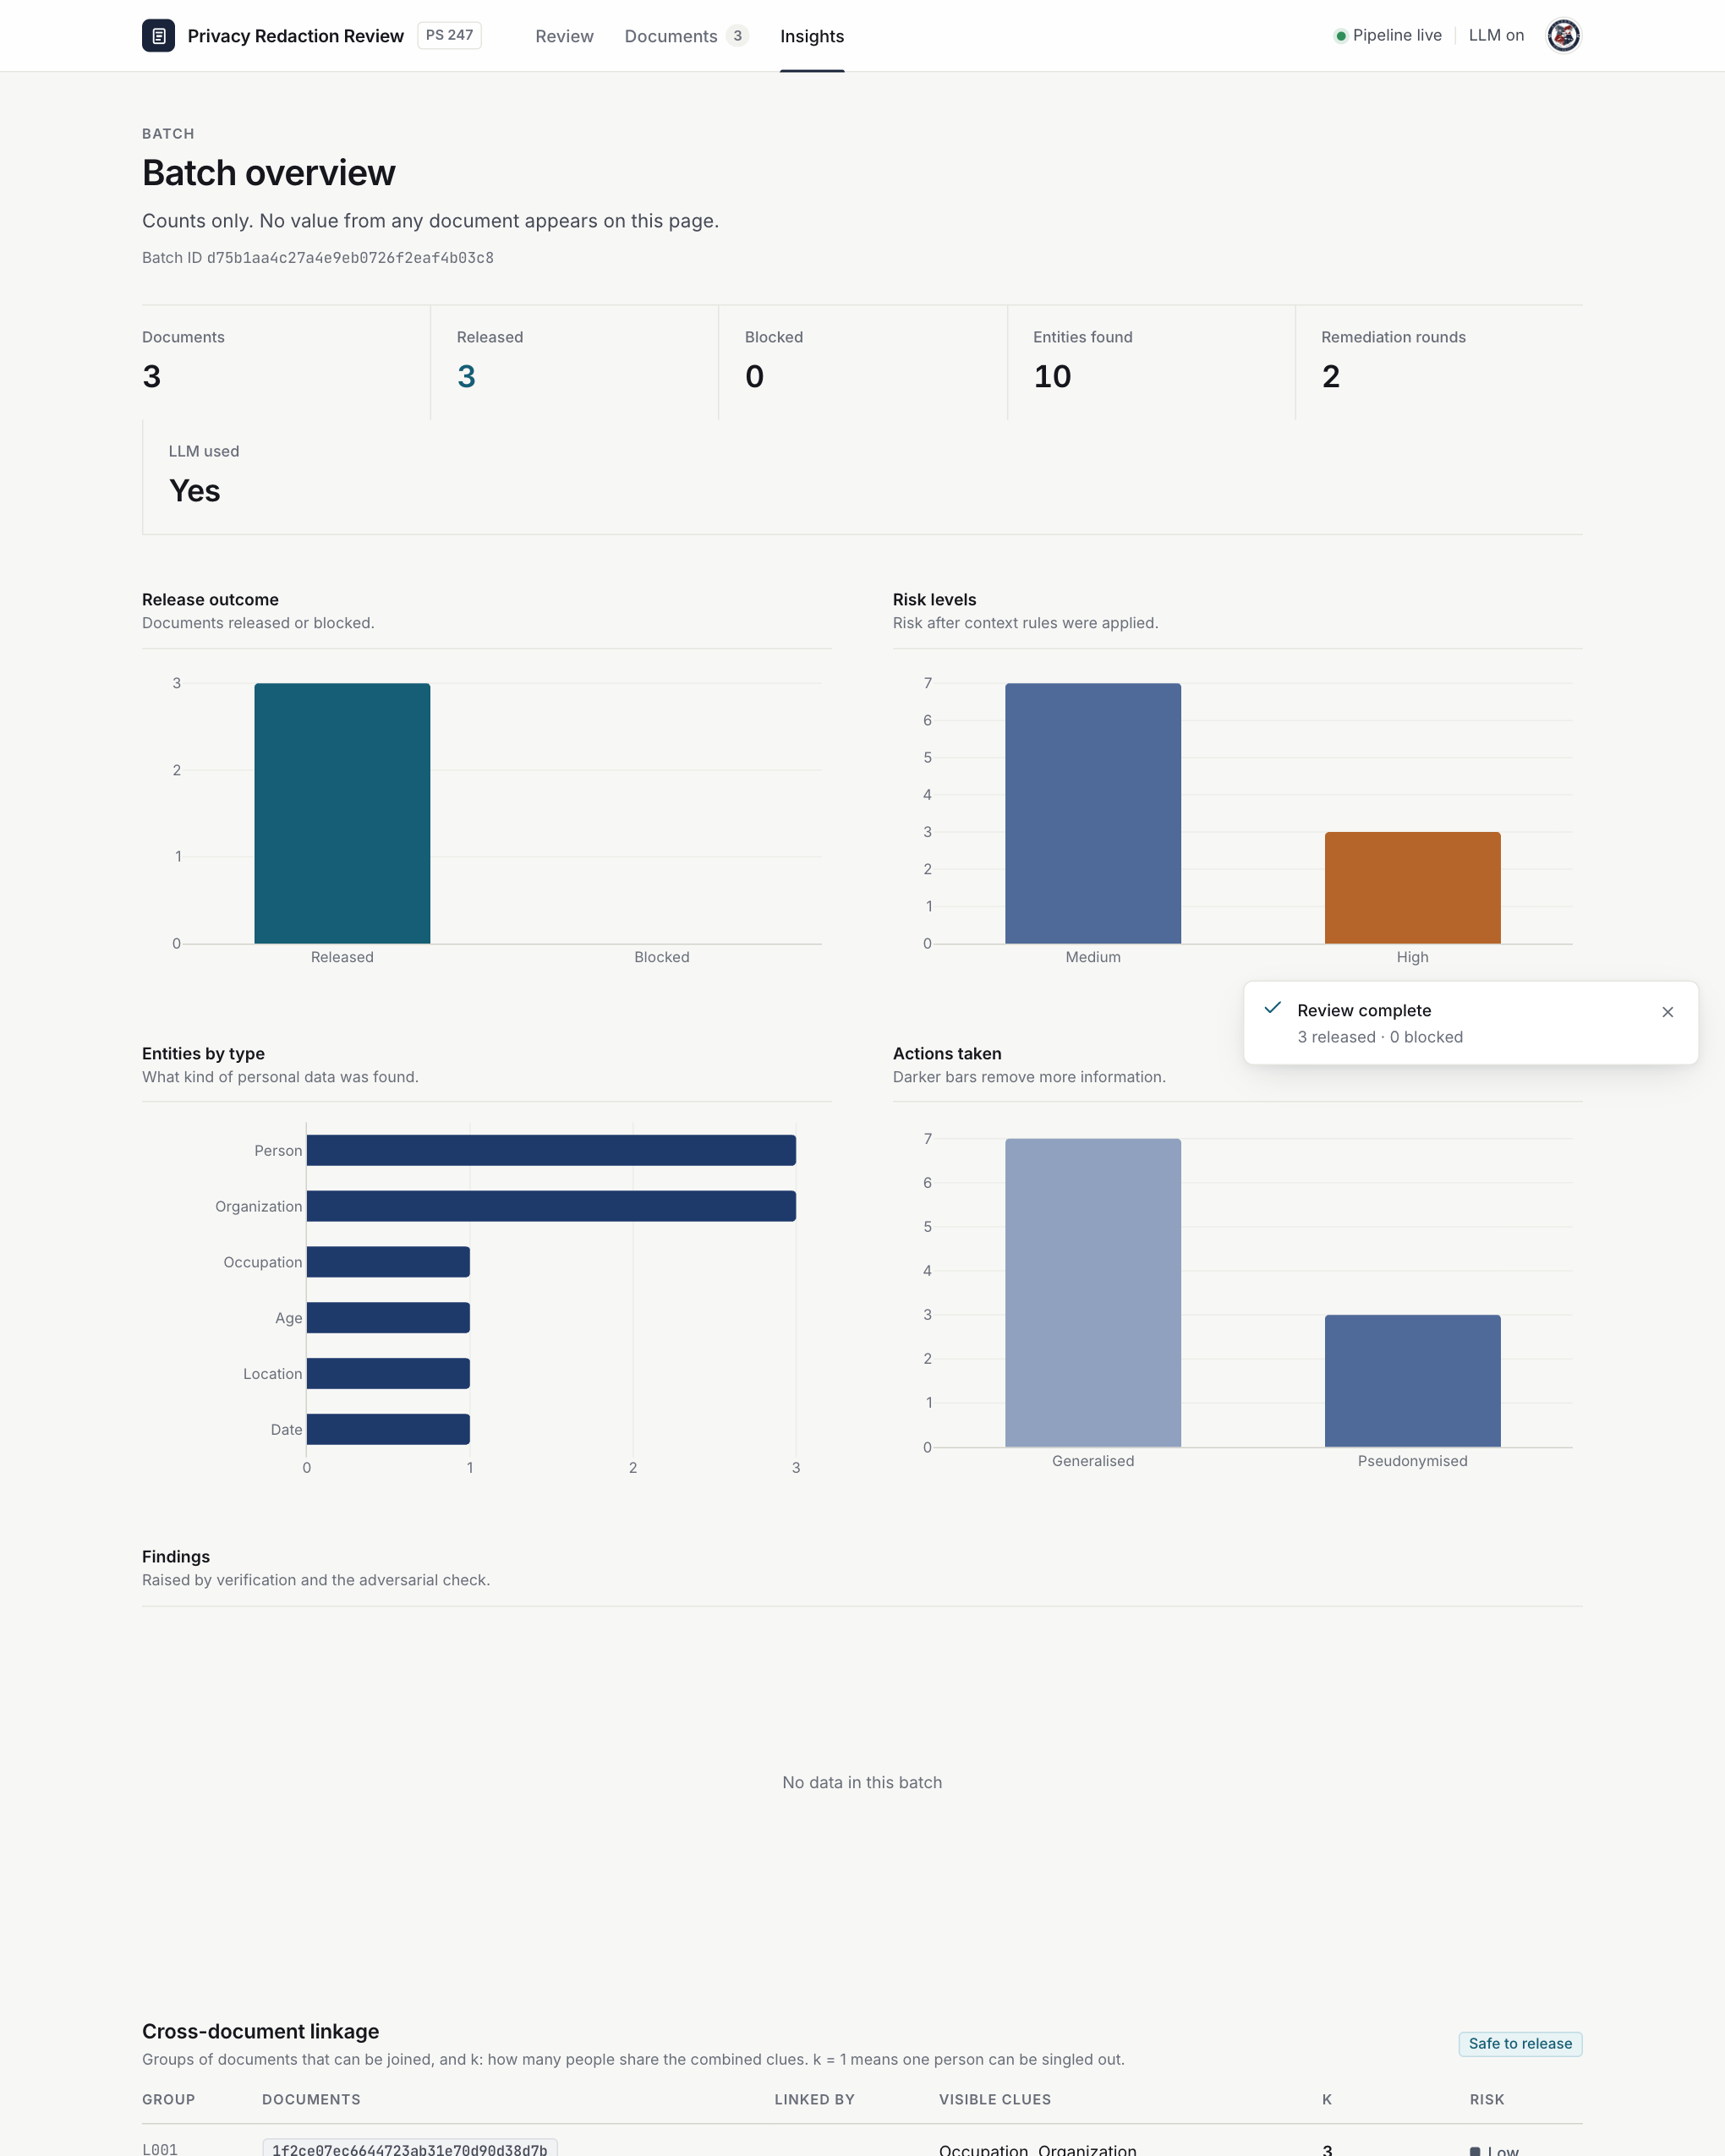 Privacy Redaction Review
PS 247
Review
Documents 3
Insights
Pipeline live
LLM on
BATCH
Batch overview
Counts only. No value from any document appears on this page.
Batch ID d75b1aa4c27a4e9eb0726f2eaf4b03c8
Documents
3
Released
3
Blocked
0
Entities found
10
Remediation rounds
2
LLM used
Yes
Release outcome
Documents released or blocked.
3
2
1
0
Released
Blocked
Risk levels
Risk after context rules were applied.
7
6
5
4
3
2
1
0
Medium
High
Review complete
3 released · 0 blocked
Entities by type
What kind of personal data was found.
Person
Organization
Occupation
Age
Location
Date
0
1
2
3
Actions taken
Darker bars remove more information.
7
6
5
4
3
2
1
0
Generalised
Pseudonymised
Findings
Raised by verification and the adversarial check.
No data in this batch
Cross-document linkage
Safe to release
Groups of documents that can be joined, and k: how many people share the combined clues. k = 1 means one person can be singled out.
GROUP DOCUMENTS LINKED BY VISIBLE CLUES K RISK
L001 1f2ce07ec6644723ab31e70d90d38d7b Occupation, Organization 3 Low